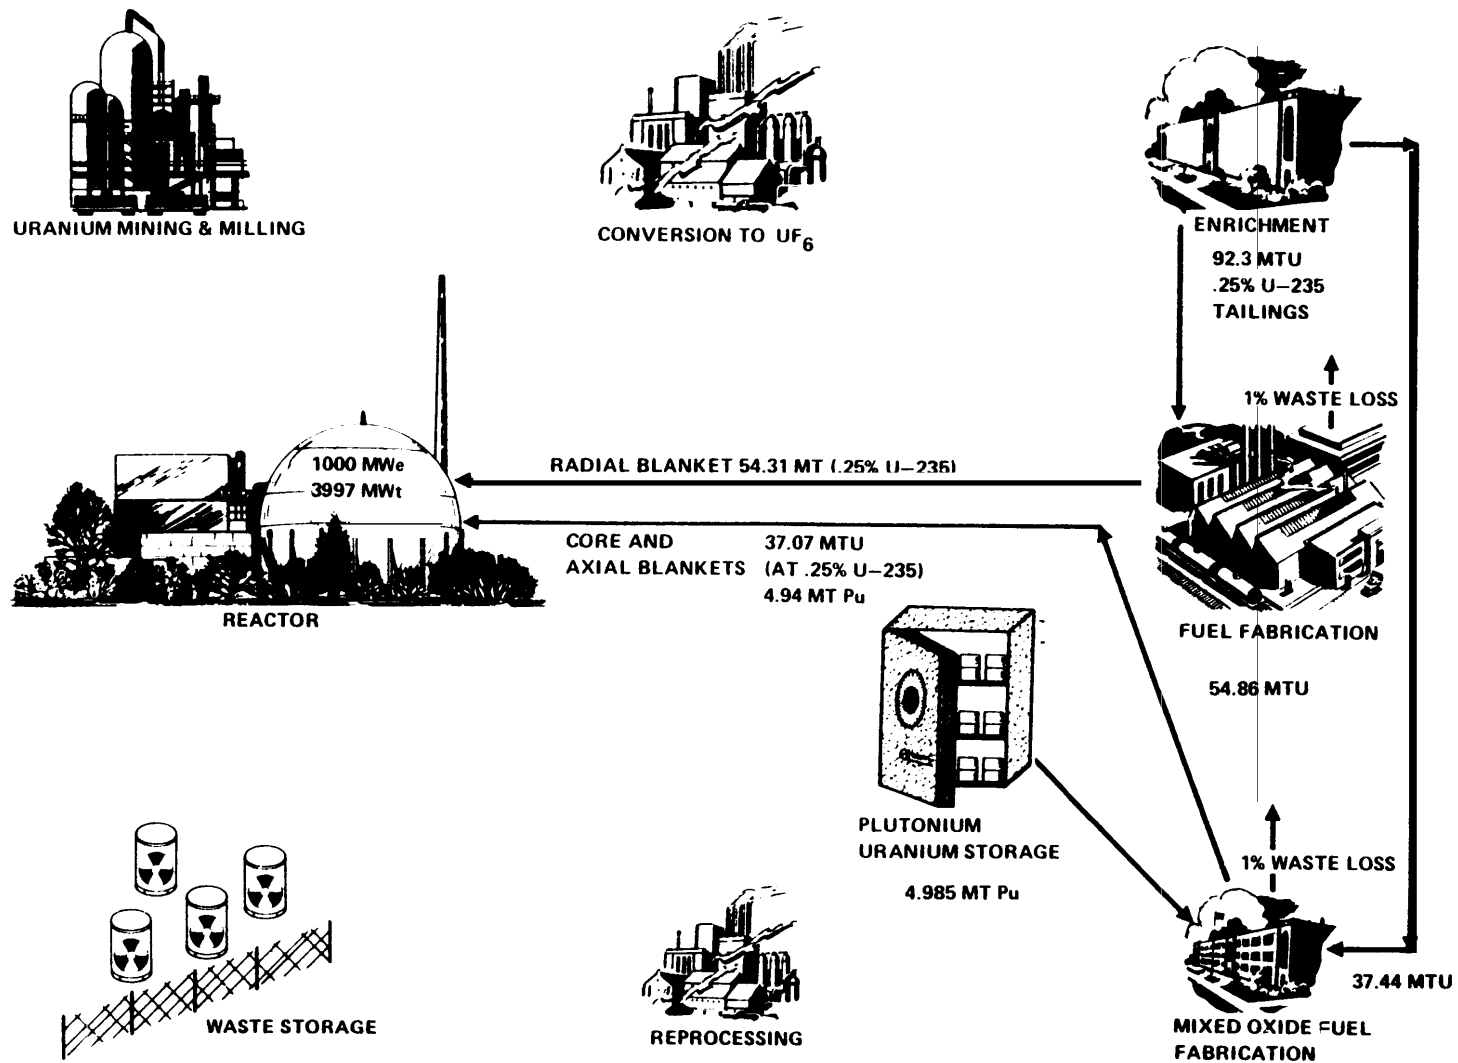 URANIUM MINING & MILLING
CONVERSION TO UF6
ENRICHMENT
92.3 MTU
.25% U-235
TAILINGS
1% WASTE LOSS
1000 MWe
3997 MWt
RADIAL BLANKET 54.31 MT (.25% U-235)
CORE AND
AXIAL BLANKETS
37.07 MTU
(AT .25% U-235)
4.94 MT Pu
REACTOR
FUEL FABRICATION
54.86 MTU
PLUTONIUM
URANIUM STORAGE
4.985 MT Pu
1% WASTE LOSS
37.44 MTU
WASTE STORAGE
REPROCESSING
MIXED OXIDE FUEL
FABRICATION